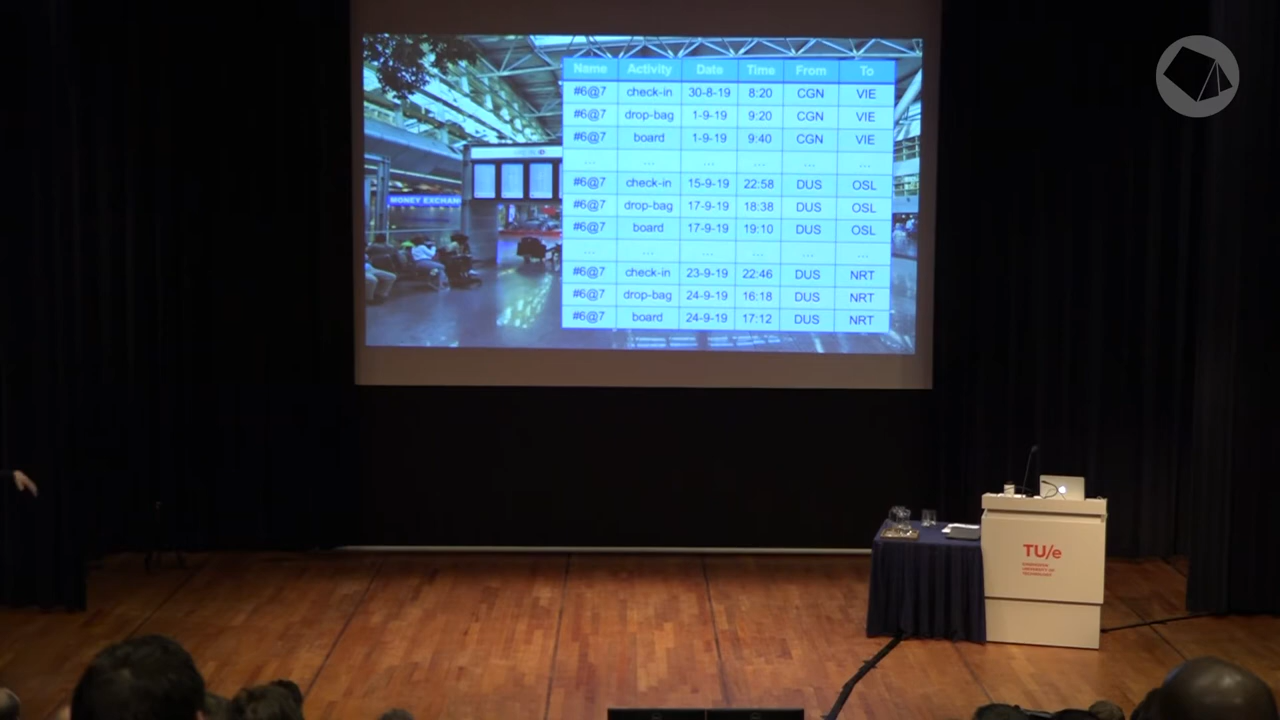 Name Activity Date Time From To
#6@7 check-in 30-8-19 8:20 CGN VIE
#6@7 drop-bag 1-9-19 9:20 CGN VIE
#6@7 board 1-9-19 9:40 CGN VIE
... ... ... ... ... ...
#6@7 check-in 15-9-19 22:58 DUS OSL
#6@7 drop-bag 17-9-19 18:38 DUS OSL
#6@7 board 17-9-19 19:10 DUS OSL
... ... ... ... ... ...
#6@7 check-in 23-9-19 22:46 DUS NRT
#6@7 drop-bag 24-9-19 16:18 DUS NRT
#6@7 board 24-9-19 17:12 DUS NRT
MONEY EXCHAN
TU/e
EINDHOVEN
UNIVERSITY OF
TECHNOLOGY